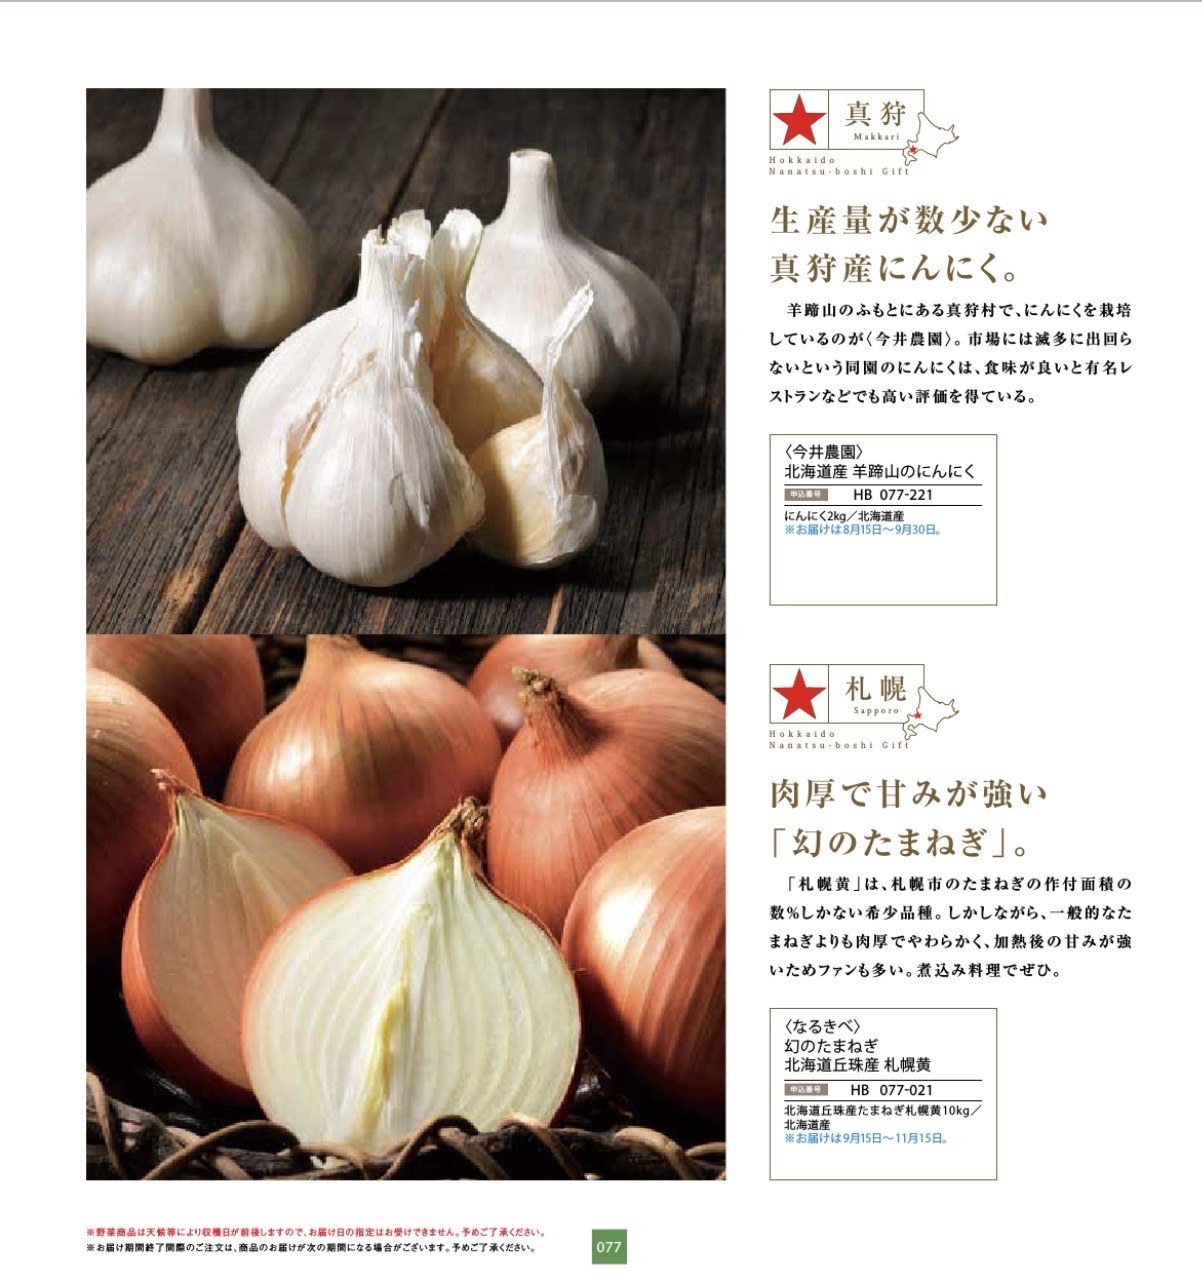 真狩
Makkari
Hokkaido
Nanatsu-boshi Gift
生産量が数少ない
真狩産にんにく。
羊蹄山のふもとにある真狩村で、にんにくを栽培
しているのが〈今井農園〉。市場には滅多に出回ら
ないという同園のにんにくは、食味が良いと有名レ
ストランなどでも高い評価を得ている。
〈今井農園〉
北海道産 羊蹄山のにんにく
申込番号 HB 077-221
にんにく2kg／北海道産
※お届けは8月15日～9月30日。
札幌
Sapporo
Hokkaido
Nanatsu-boshi Gift
肉厚で甘みが強い
「幻のたまねぎ」。
「札幌黄」は、札幌市のたまねぎの作付面積の
数%しかない希少品種。しかしながら、一般的なた
まねぎよりも肉厚でやわらかく、加熱後の甘みが強
いためファンも多い。煮込み料理でぜひ。
〈なるきべ〉
幻のたまねぎ
北海道丘珠産 札幌黄
申込番号 HB 077-021
北海道丘珠産たまねぎ札幌黄10kg／
北海道産
※お届けは9月15日～11月15日。
※野菜商品は天候等により収穫日が前後しますので、お届け日の指定はお受けできません。予めご了承ください。
※お届け期間終了間際のご注文は、商品のお届けが次の期間になる場合がございます。予めご了承ください。
077